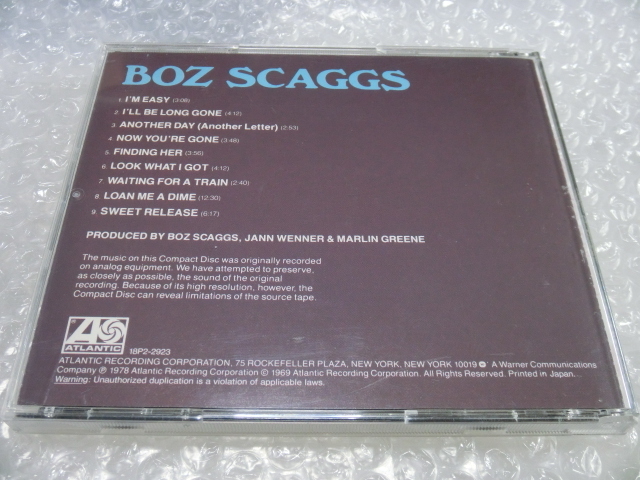 BOZ SCAGGS
1. I'M EASY (3:08)
2. I'LL BE LONG GONE (4:12)
3. ANOTHER DAY (Another Letter) (2:53)
4. NOW YOU'RE GONE (3:48)
5. FINDING HER (3:56)
6. LOOK WHAT I GOT (4:12)
7. WAITING FOR A TRAIN (2:40)
8. LOAN ME A DIME (12:30)
9. SWEET RELEASE (6:17)
PRODUCED BY BOZ SCAGGS, JANN WENNER & MARLIN GREENE
The music on this Compact Disc was originally recorded
on analog equipment. We have attempted to preserve,
as closely as possible, the sound of the original
recording. Because of its high resolution, however, the
Compact Disc can reveal limitations of the source tape.
ATLANTIC
18P2-2923
ATLANTIC RECORDING CORPORATION, 75 ROCKEFELLER PLAZA, NEW YORK, NEW YORK 10019 A Warner Communications
Company ℗ 1978 Atlantic Recording Corporation © 1969 Atlantic Recording Corporation. All Rights Reserved. Printed in Japan.
Warning: Unauthorized duplication is a violation of applicable laws.